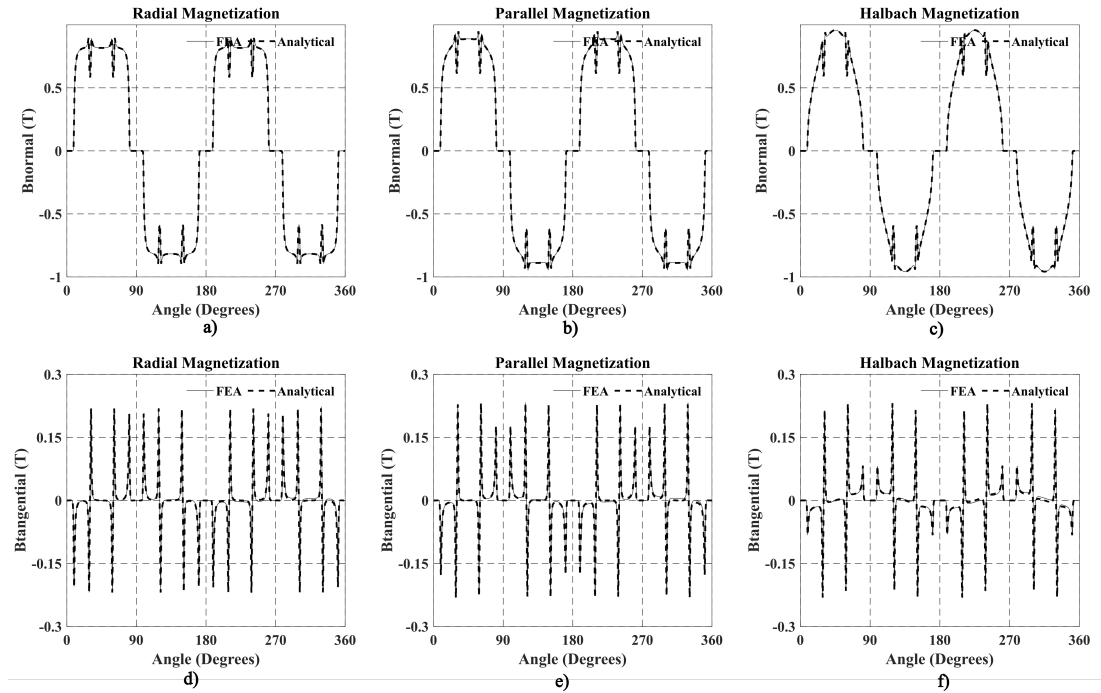 Radial Magnetization
FEA Analytical
Bnormal (T)
0.5
0
-0.5
-1
0 90 180 270 360
Angle (Degrees)
a)
Parallel Magnetization
FEA Analytical
Bnormal (T)
0.5
0
-0.5
-1
0 90 180 270 360
Angle (Degrees)
b)
Halbach Magnetization
FEA Analytical
Bnormal (T)
0.5
0
-0.5
-1
0 90 180 270 360
Angle (Degrees)
c)
Radial Magnetization
FEA Analytical
Btangential (T)
0.3
0.15
0
-0.15
-0.3
0 90 180 270 360
Angle (Degrees)
d)
Parallel Magnetization
FEA Analytical
Btangential (T)
0.3
0.15
0
-0.15
-0.3
0 90 180 270 360
Angle (Degrees)
e)
Halbach Magnetization
FEA Analytical
Btangential (T)
0.3
0.15
0
-0.15
-0.3
0 90 180 270 360
Angle (Degrees)
f)